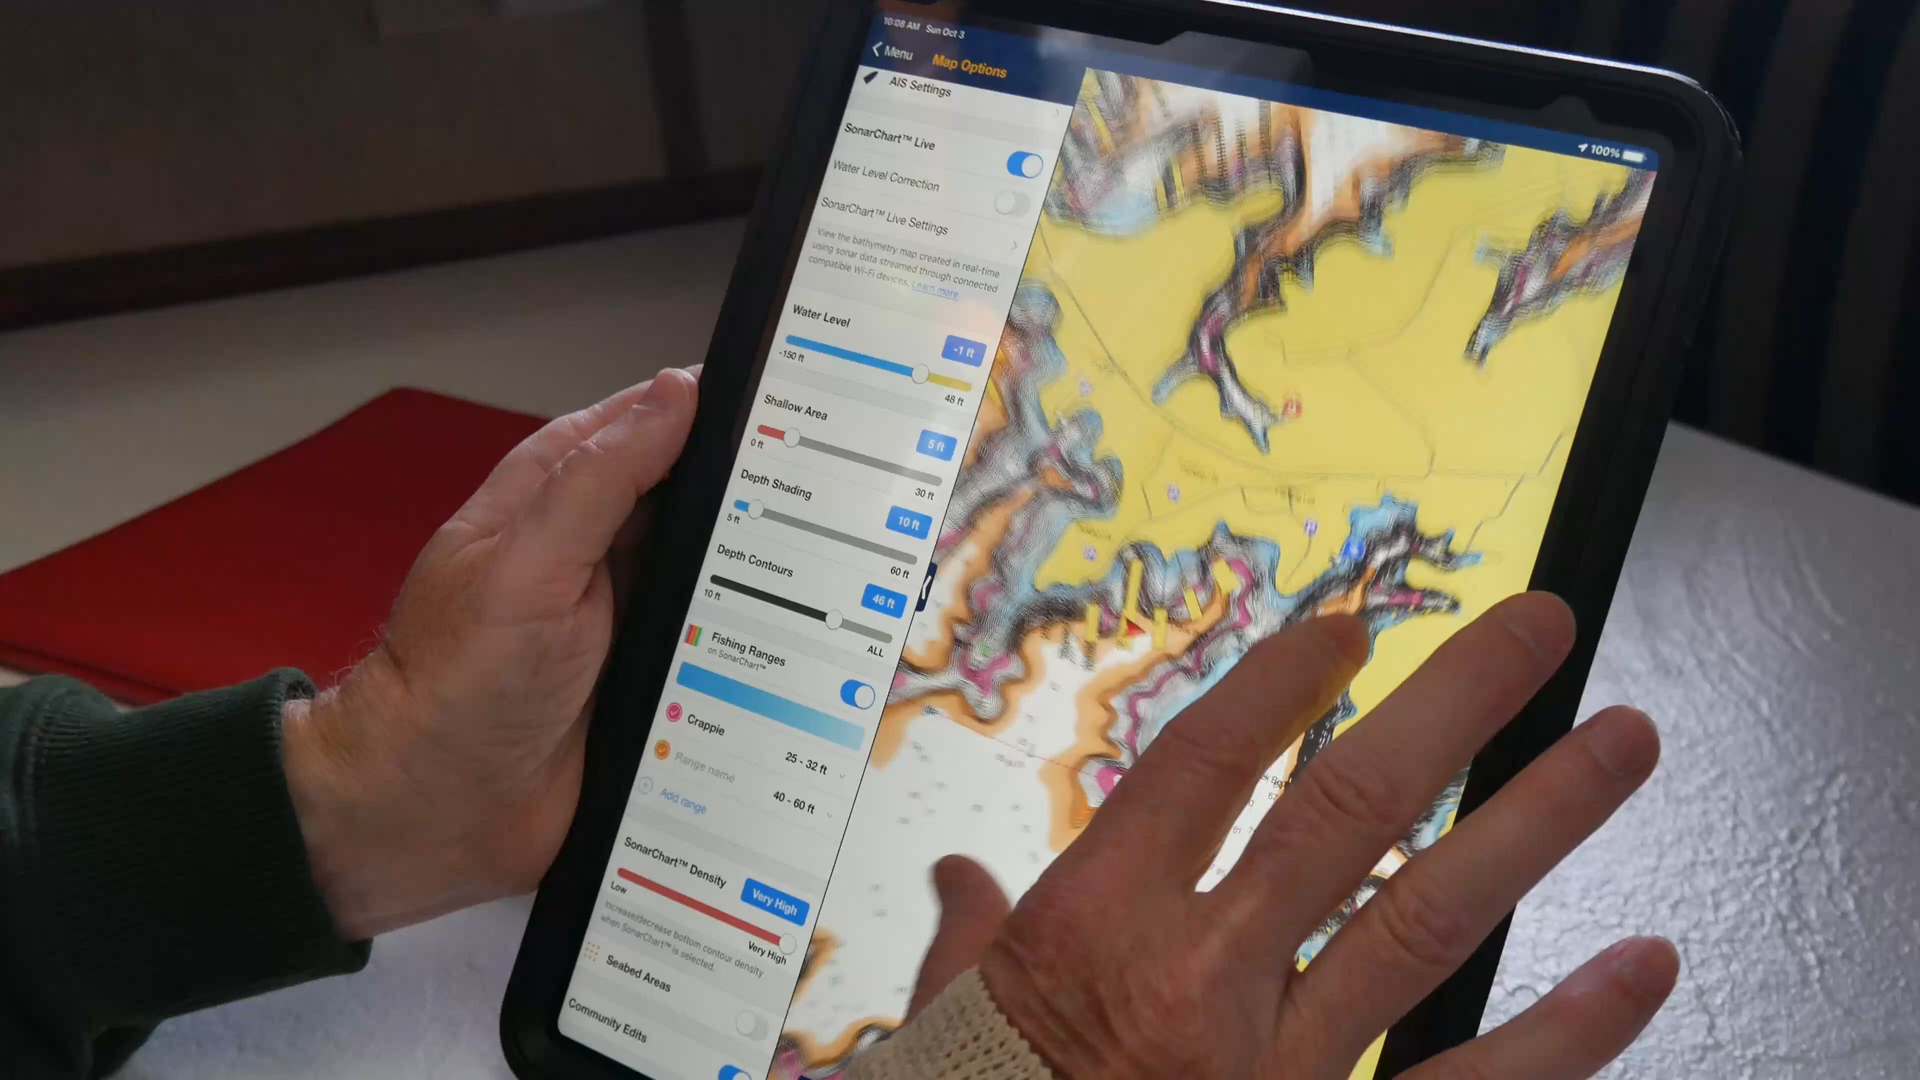 10:08 AM Sun Oct 3
100%
Menu
Map Options
AIS Settings
SonarChart™ Live
Water Level Correction
SonarChart™ Live Settings
View the bathymetry map created in real-time
using sonar data streamed through connected
compatible Wi-Fi devices. Learn more
Water Level
-1 ft
-150 ft
48 ft
Shallow Area
5 ft
0 ft
30 ft
Depth Shading
10 ft
5 ft
60 ft
Depth Contours
46 ft
10 ft
ALL
Fishing Ranges
on SonarChart™
Crappie
25 - 32 ft
Range name
40 - 60 ft
Add range
SonarChart™ Density
Very High
Low
Very High
Increase/decrease bottom contour density
when SonarChart™ is selected.
Seabed Areas
Community Edits